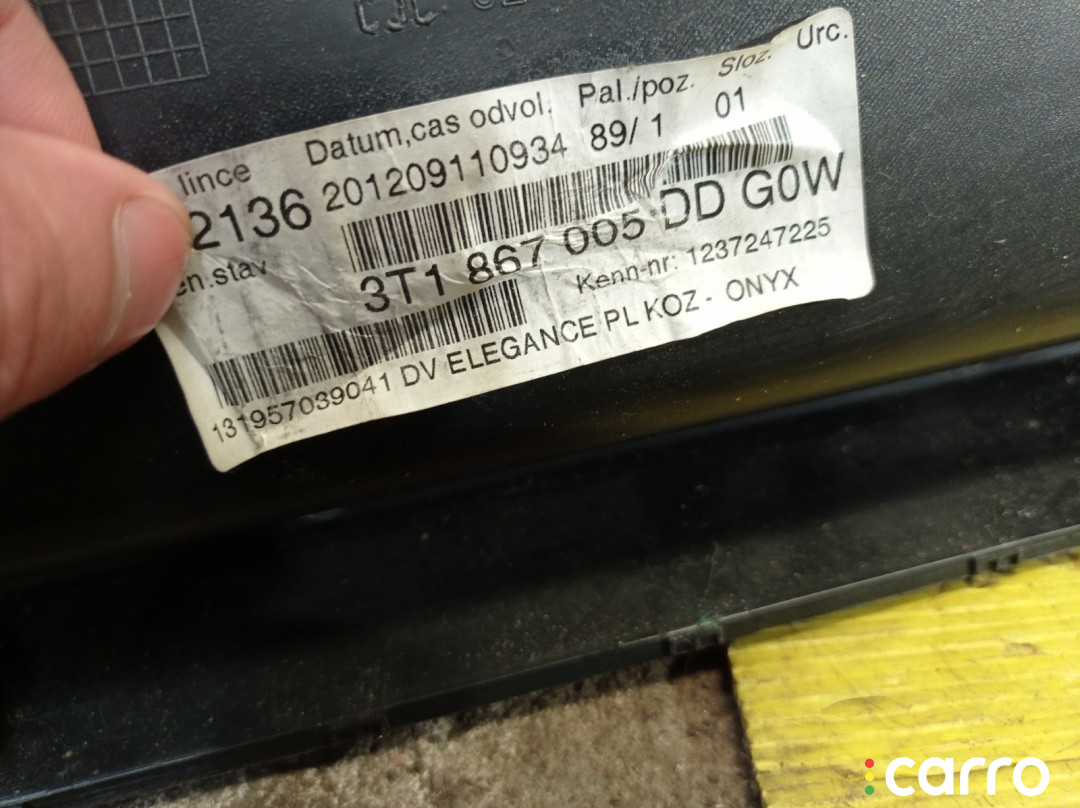 lince Datum,cas odvol. Pal./poz. Sloz. Urc.
2136 201209110934 89/ 1 01
en.stav 3T1 867 005 DD G0W
Kenn-nr: 1237247225
131957039041 DV ELEGANCE PL KOZ - ONYX
carro